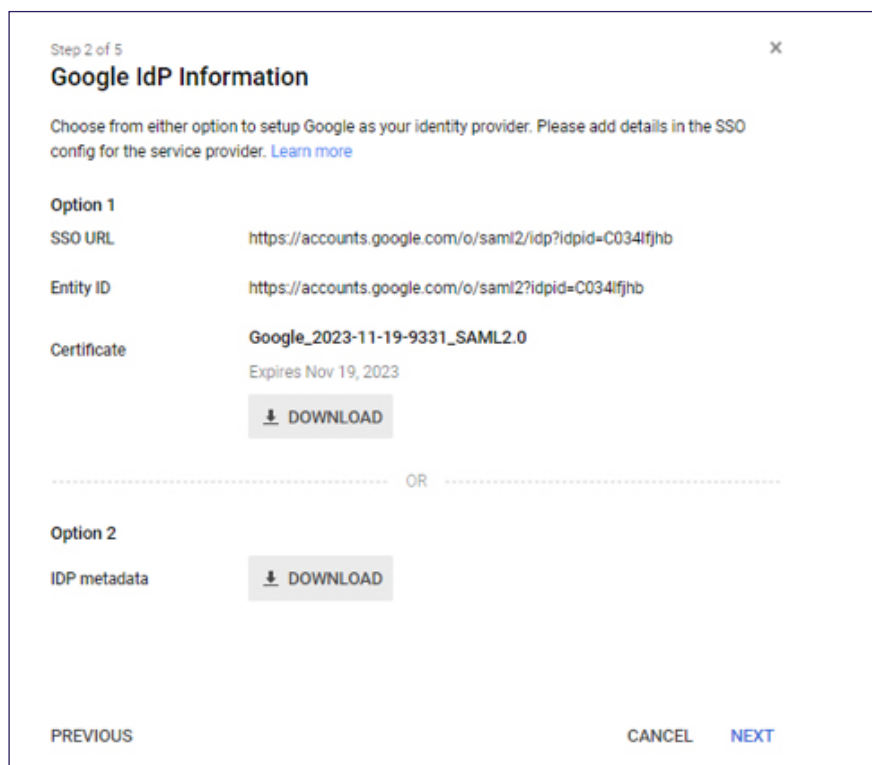 Step 2 of 5
Google IdP Information
Choose from either option to setup Google as your identity provider. Please add details in the SSO
config for the service provider. Learn more
Option 1
SSO URL https://accounts.google.com/o/saml2/idp?idpid=C034lfjhb
Entity ID https://accounts.google.com/o/saml2?idpid=C034lfjhb
Certificate Google_2023-11-19-9331_SAML2.0
Expires Nov 19, 2023
DOWNLOAD
OR
Option 2
IDP metadata DOWNLOAD
PREVIOUS CANCEL NEXT